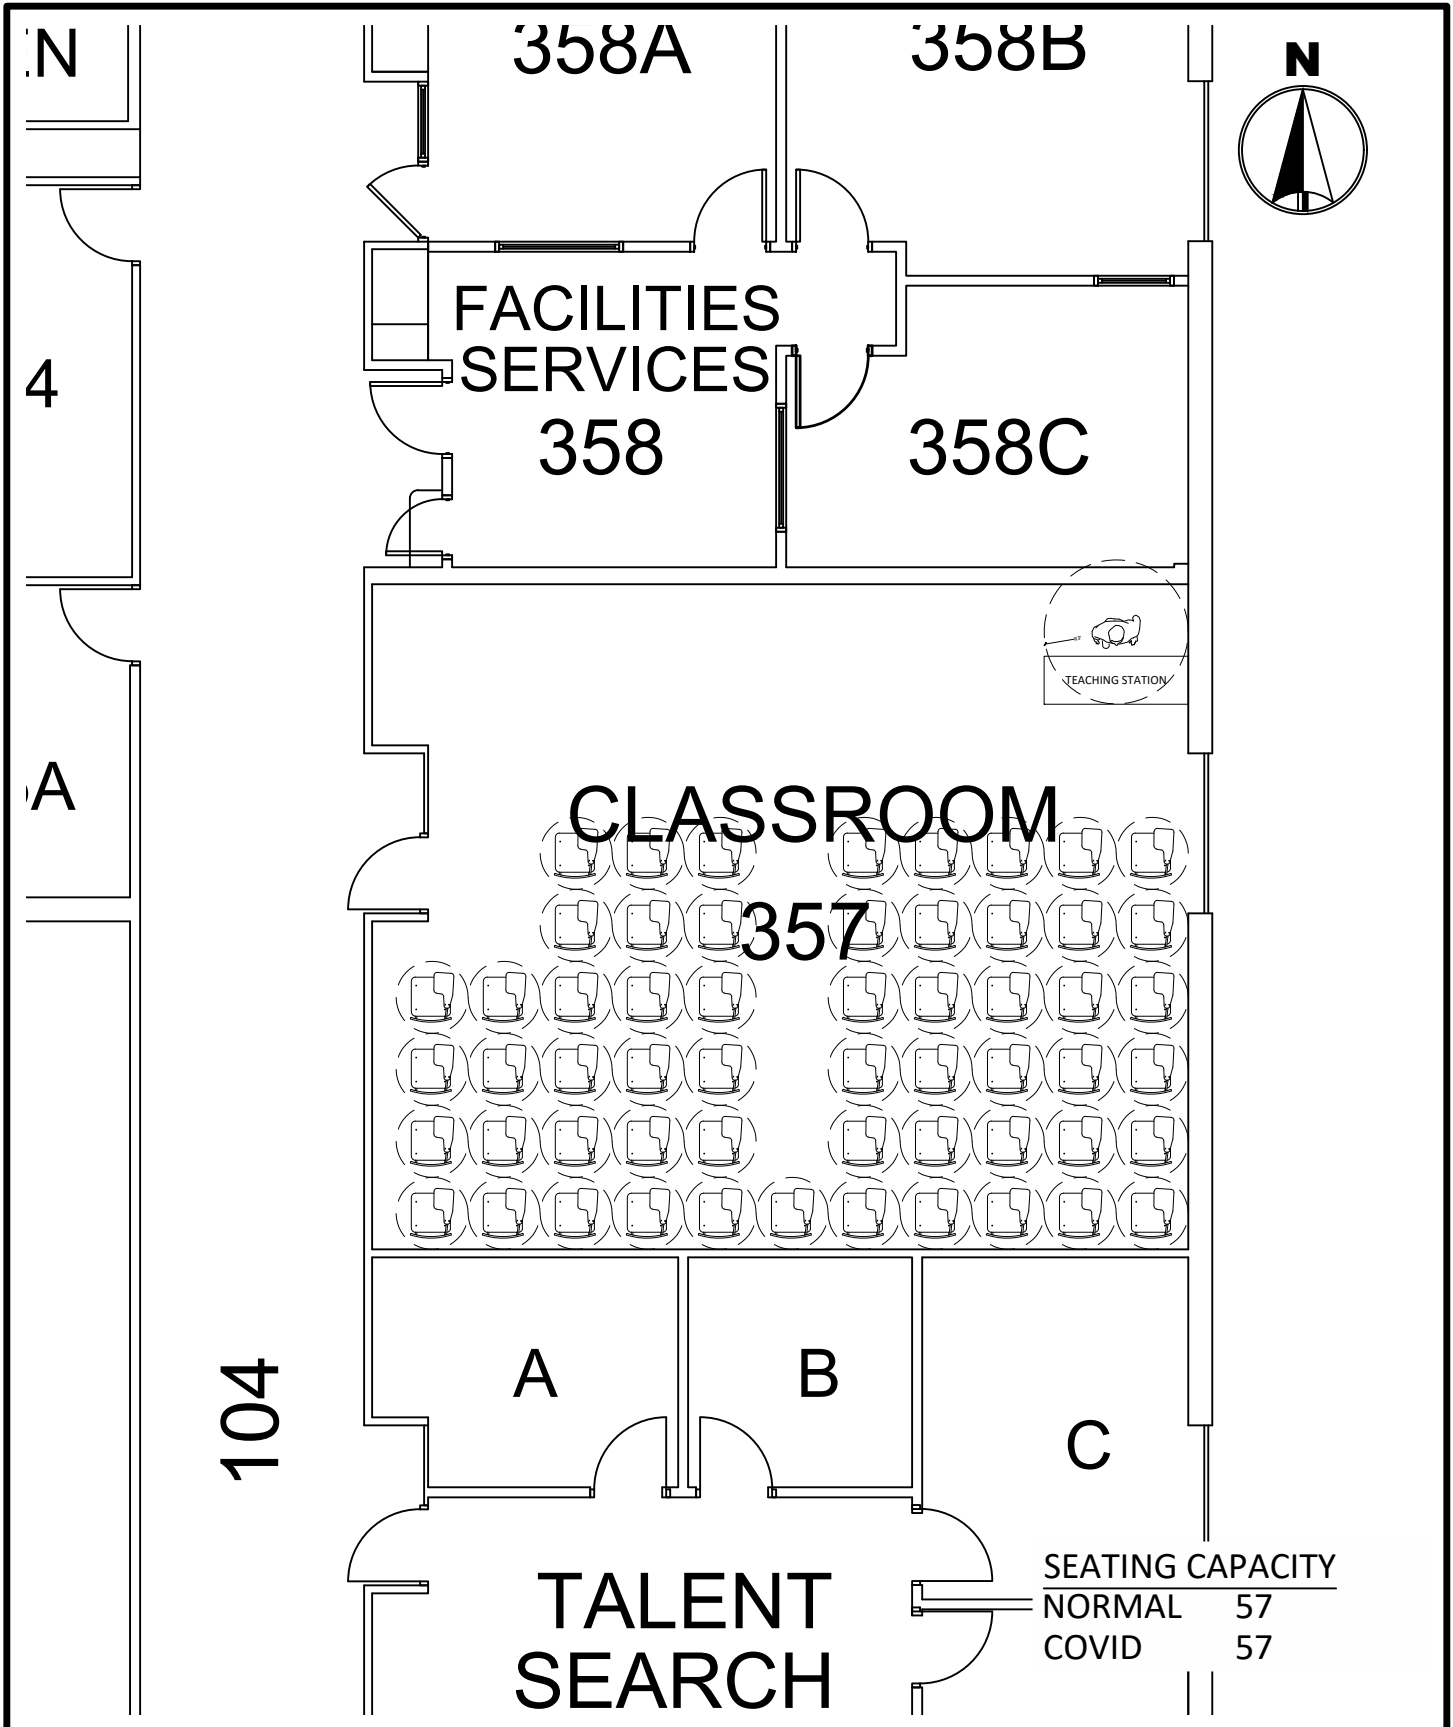 358A
358B
N
FACILITIES
SERVICES
358
358C
4
TEACHING STATION
CLASSROOM
357
A
B
C
104
TALENT
SEARCH
SEATING CAPACITY
NORMAL 57
COVID 57